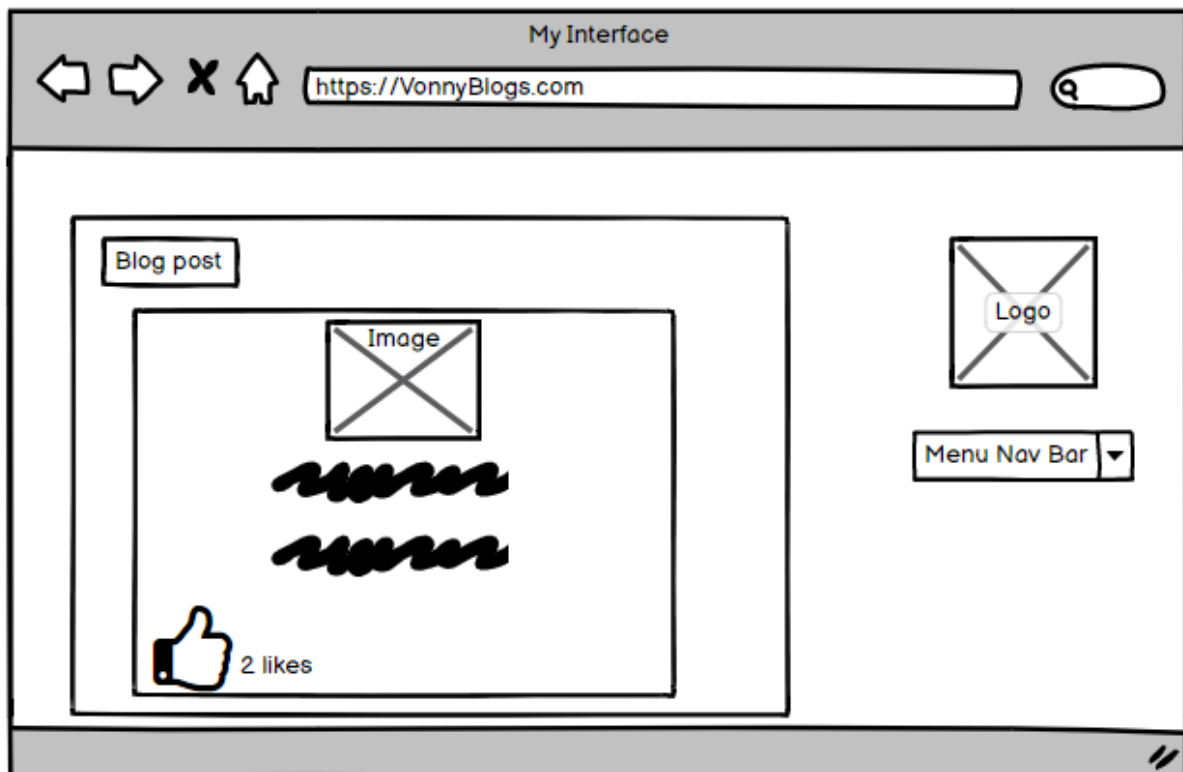 My Interface
https://VonnyBlogs.com
Blog post
Image
2 likes
Logo
Menu Nav Bar